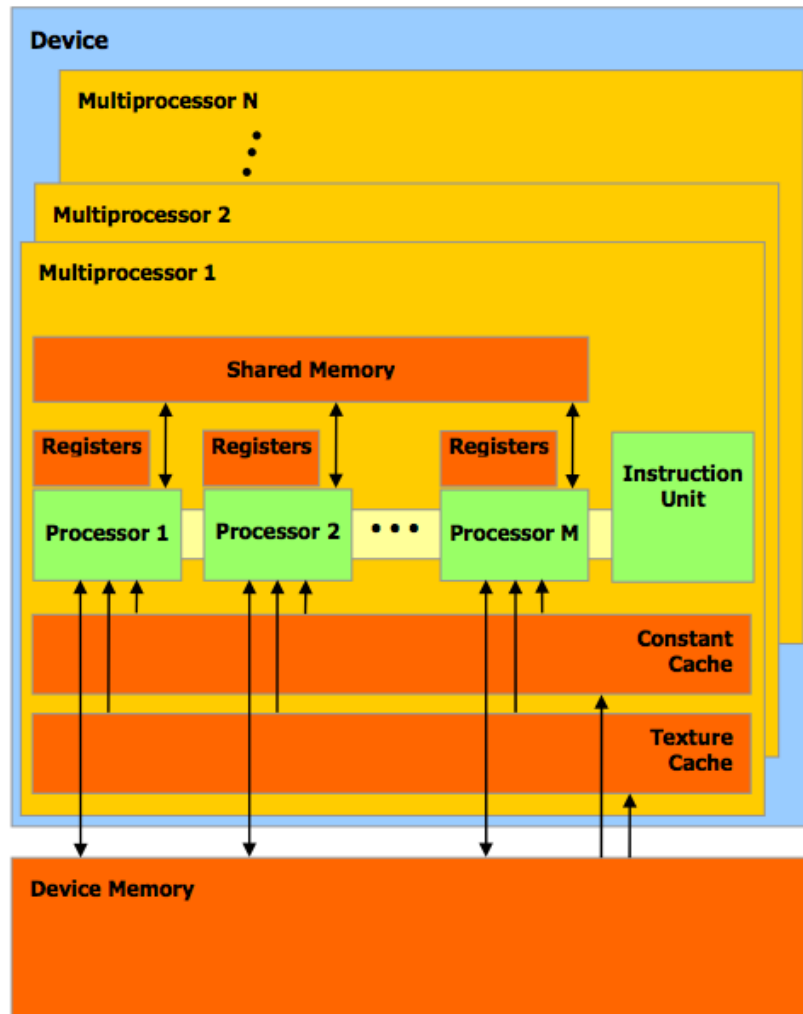 Device
Multiprocessor N
Multiprocessor 2
Multiprocessor 1
Shared Memory
Registers
Registers
Registers
Instruction
Unit
Processor 1
Processor 2
Processor M
Constant
Cache
Texture
Cache
Device Memory